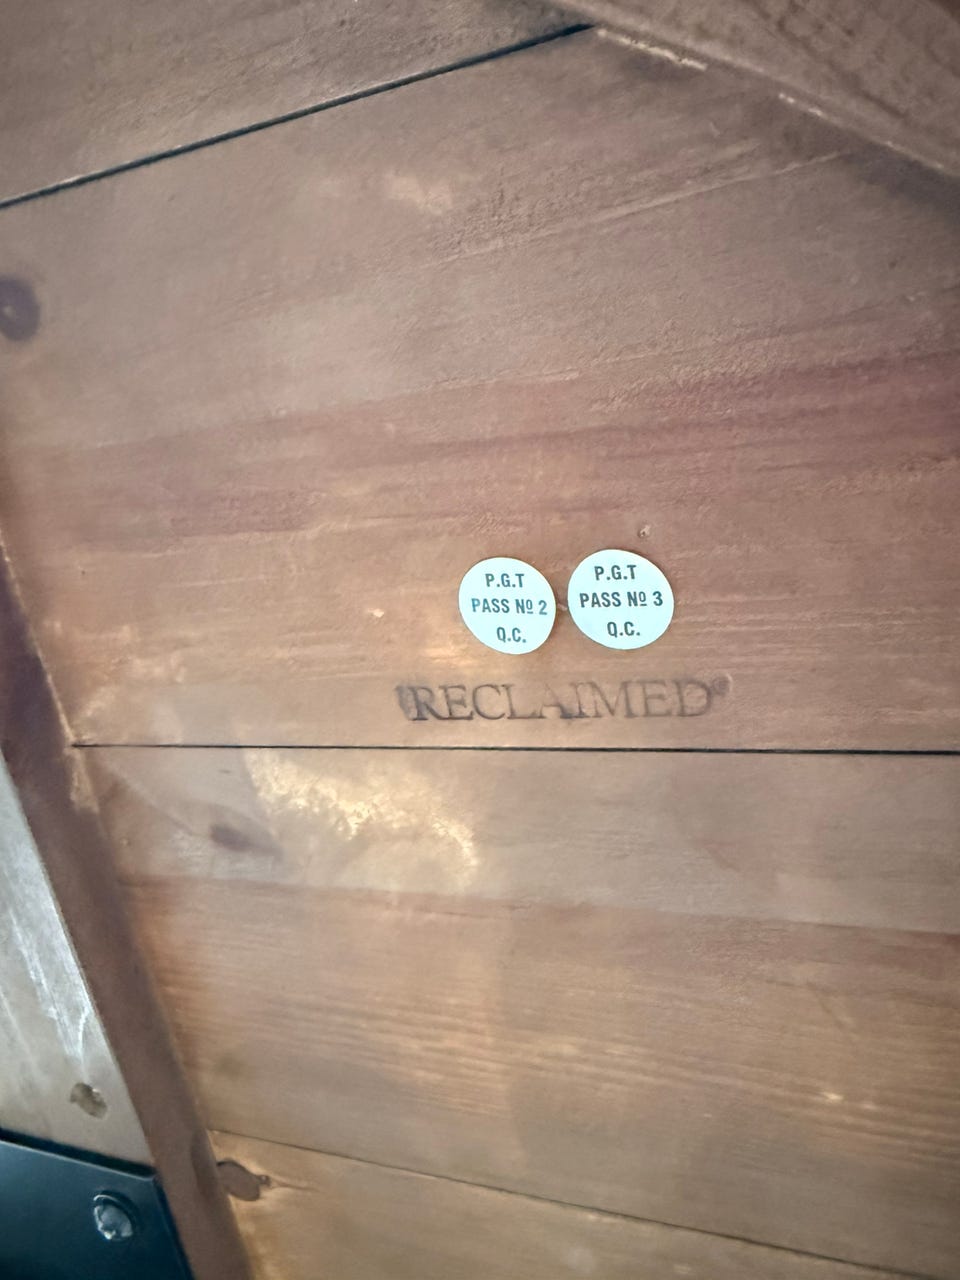 P.G.T
PASS Nº 2
Q.C.
P.G.T
PASS Nº 3
Q.C.
"RECLAIMED"